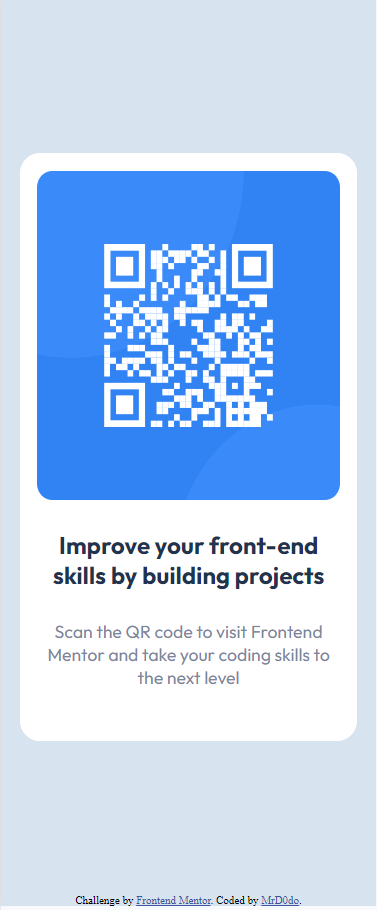 Improve your front-end
skills by building projects
Scan the QR code to visit Frontend
Mentor and take your coding skills to
the next level
Challenge by Frontend Mentor. Coded by MrD0do.